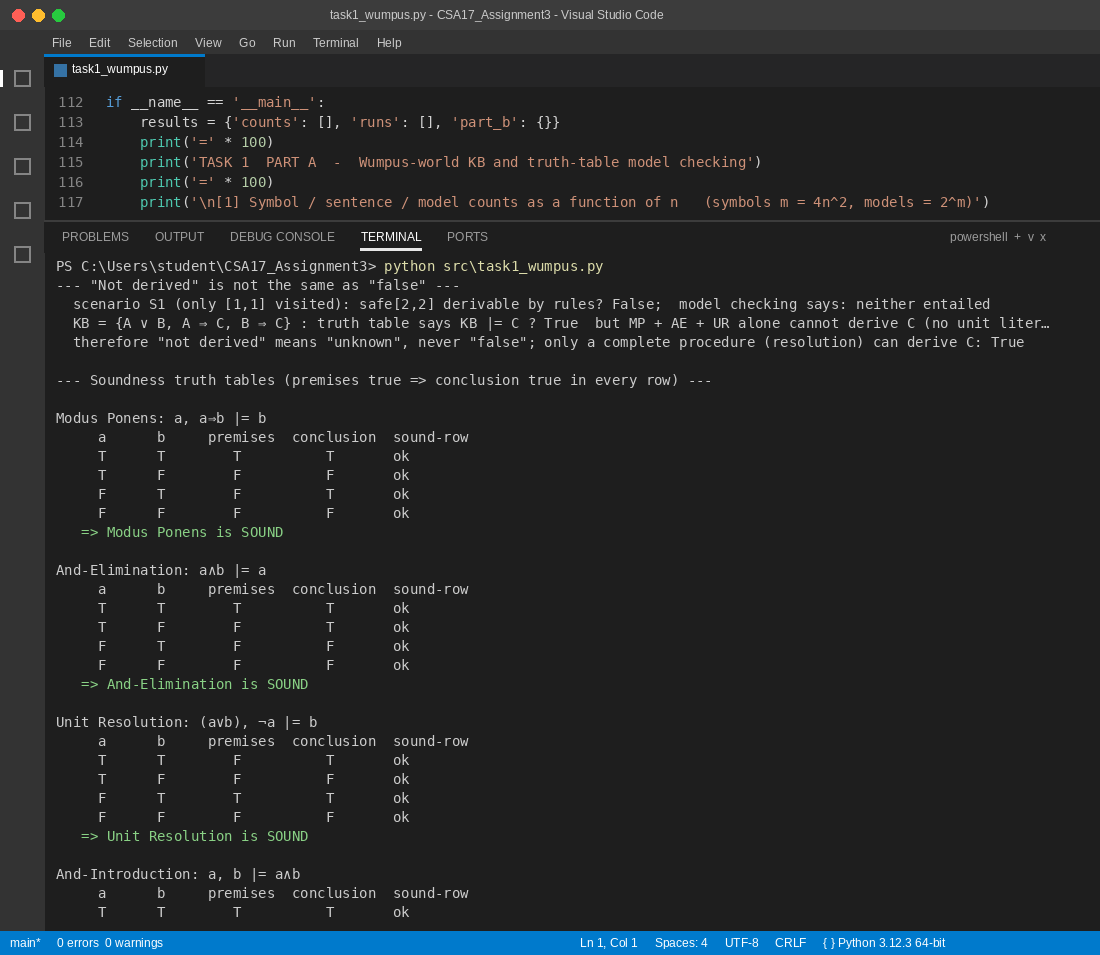 task1_wumpus.py - CSA17_Assignment3 - Visual Studio Code
File Edit Selection View Go Run Terminal Help
task1_wumpus.py
112 if __name__ == '__main__':
113     results = {'counts': [], 'runs': [], 'part_b': {}}
114     print('=' * 100)
115     print('TASK 1  PART A  -  Wumpus-world KB and truth-table model checking')
116     print('=' * 100)
117     print('\n[1] Symbol / sentence / model counts as a function of n   (symbols m = 4n^2, models = 2^m)')
PROBLEMS OUTPUT DEBUG CONSOLE TERMINAL PORTS powershell + v x
PS C:\Users\student\CSA17_Assignment3> python src\task1_wumpus.py
--- "Not derived" is not the same as "false" ---
  scenario S1 (only [1,1] visited): safe[2,2] derivable by rules? False;  model checking says: neither entailed
  KB = {A ∨ B, A ⇒ C, B ⇒ C} : truth table says KB |= C ? True  but MP + AE + UR alone cannot derive C (no unit liter…
  therefore "not derived" means "unknown", never "false"; only a complete procedure (resolution) can derive C: True
--- Soundness truth tables (premises true => conclusion true in every row) ---
Modus Ponens: a, a⇒b |= b
     a      b     premises  conclusion  sound-row
     T      T        T          T       ok
     T      F        F          F       ok
     F      T        F          T       ok
     F      F        F          F       ok
   => Modus Ponens is SOUND
And-Elimination: a∧b |= a
     a      b     premises  conclusion  sound-row
     T      T        T          T       ok
     T      F        F          T       ok
     F      T        F          F       ok
     F      F        F          F       ok
   => And-Elimination is SOUND
Unit Resolution: (a∨b), ¬a |= b
     a      b     premises  conclusion  sound-row
     T      T        F          T       ok
     T      F        F          F       ok
     F      T        T          T       ok
     F      F        F          F       ok
   => Unit Resolution is SOUND
And-Introduction: a, b |= a∧b
     a      b     premises  conclusion  sound-row
     T      T        T          T       ok
main* 0 errors 0 warnings Ln 1, Col 1 Spaces: 4 UTF-8 CRLF { } Python 3.12.3 64-bit